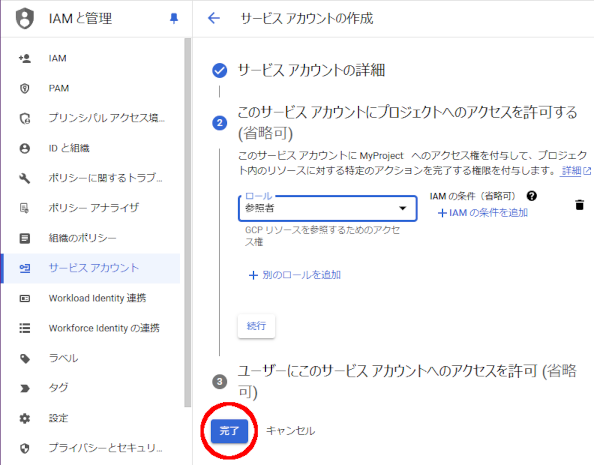 IAM と管理
サービス アカウントの作成
IAM
PAM
プリンシパル アクセス境...
ID と組織
ポリシーに関するトラブ...
ポリシー アナライザ
組織のポリシー
サービス アカウント
Workload Identity 連携
Workforce Identity の連携
ラベル
タグ
設定
プライバシーとセキュリ...
サービス アカウントの詳細
2
このサービス アカウントにプロジェクトへのアクセスを許可する
(省略可)
このサービス アカウントに MyProject へのアクセス権を付与して、プロジェク
ト内のリソースに対する特定のアクションを完了する権限を付与します。 詳細
ロール
参照者
IAM の条件（省略可） ?
+ IAM の条件を追加
GCP リソースを参照するためのアクセ
ス権
+ 別のロールを追加
続行
3
ユーザーにこのサービス アカウントへのアクセスを許可 (省略
可)
完了
キャンセル